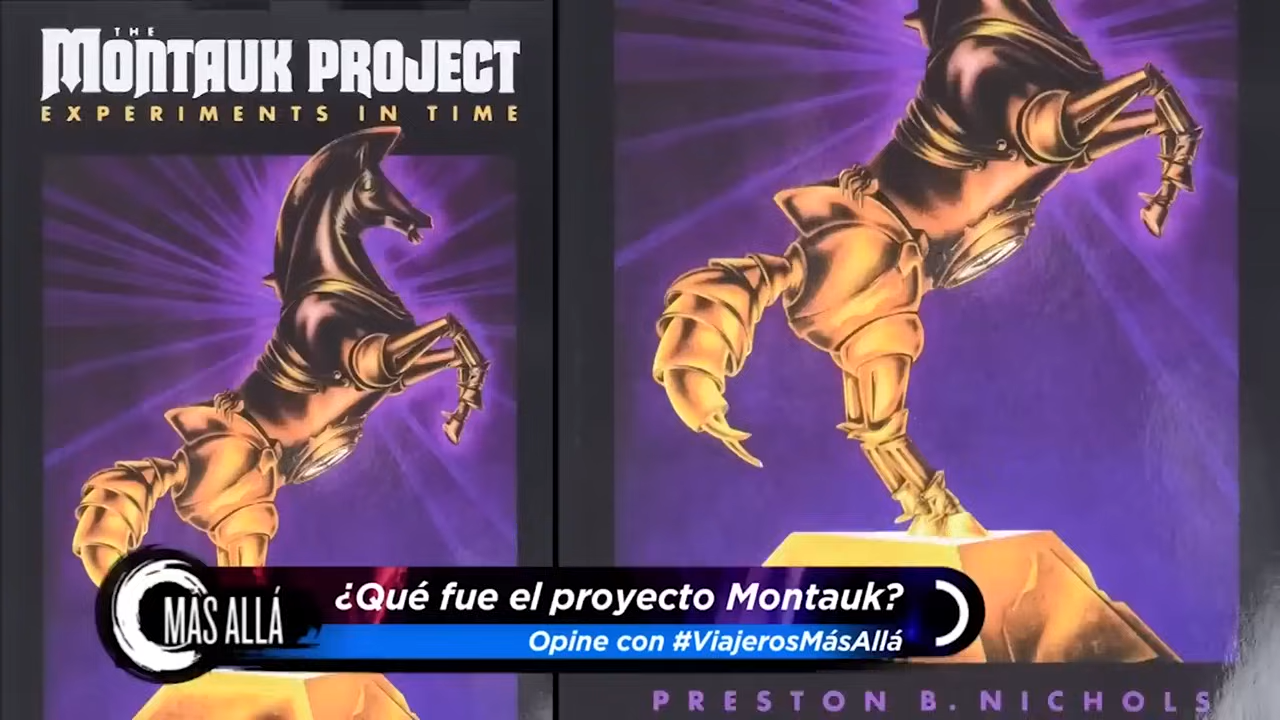 THE
MONTAUK PROJECT
EXPERIMENTS IN TIME
MÁS ALLÁ
¿Qué fue el proyecto Montauk?
Opine con #ViajerosMásAllá
PRESTON B. NICHOLS